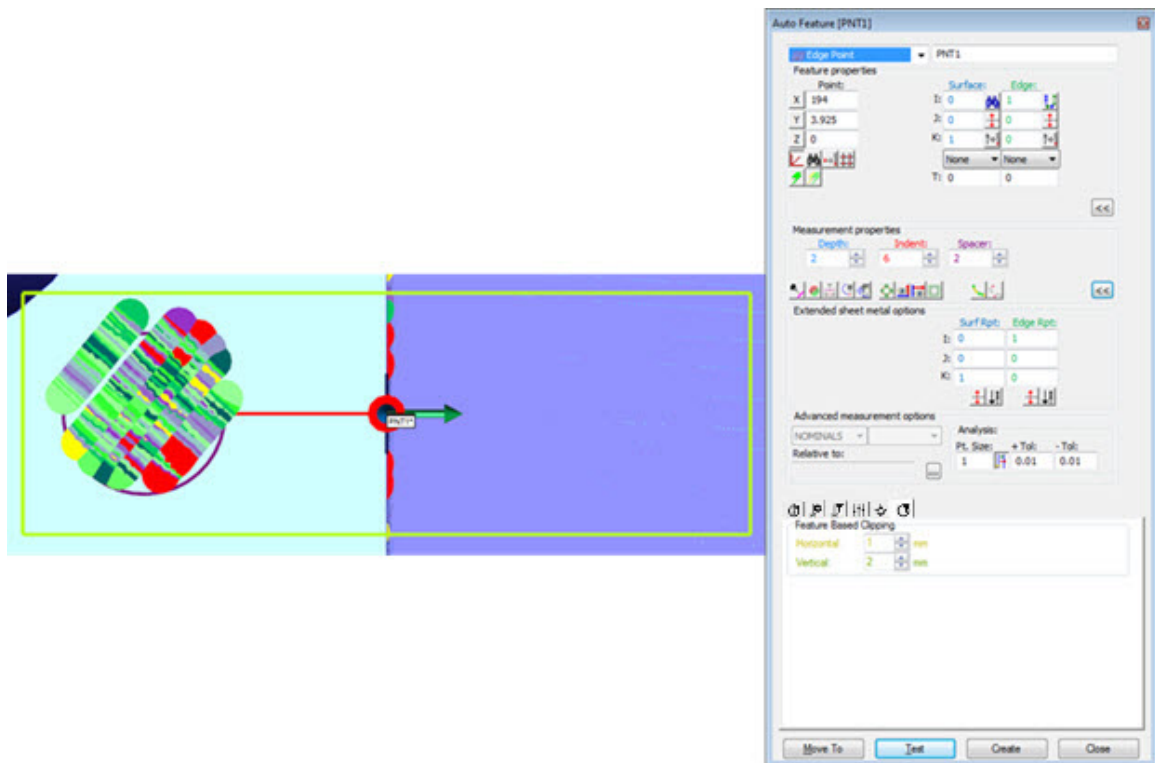 Auto Feature [PNT1]
Edge Point PNT1
Feature properties
Point: Surface: Edge:
X 194 I: 0 1
Y 3.925 J: 0 0
Z 0 K: 1 0
None None
T: 0 0
<<
Measurement properties
Depth: Indent: Spacer:
2 6 2
<<
Extended sheet metal options
Surf Rpt: Edge Rpt:
I: 0 1
J: 0 0
K: 1 0
Advanced measurement options
NOMINALS
Analysis:
Relative to: Pt. Size: + Tol: - Tol:
1 0.01 0.01
...
Feature Based Clipping
Horizontal 1 mm
Vertical 2 mm
Move To Test Create Close
PNT1*